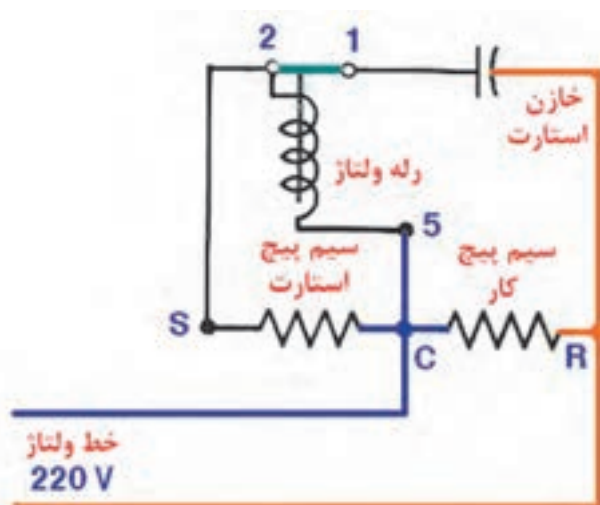 2
1
خازن
استارت
رله ولتاژ
5
سیم پیچ
استارت
سیم پیچ
کار
S
C
R
خط ولتاژ
220 V